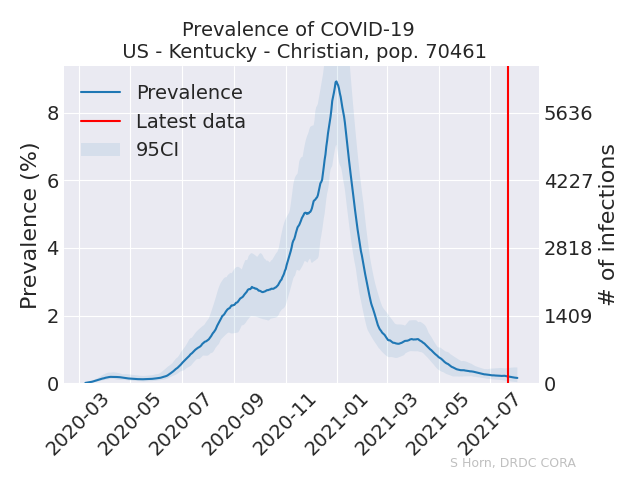 Prevalence of COVID-19
US - Kentucky - Christian, pop. 70461
Prevalence
Latest data
95CI
Prevalence (%)
8
6
4
2
0
5636
4227
2818
1409
0
# of infections
2020-03
2020-05
2020-07
2020-09
2020-11
2021-01
2021-03
2021-05
2021-07
S Horn, DRDC CORA